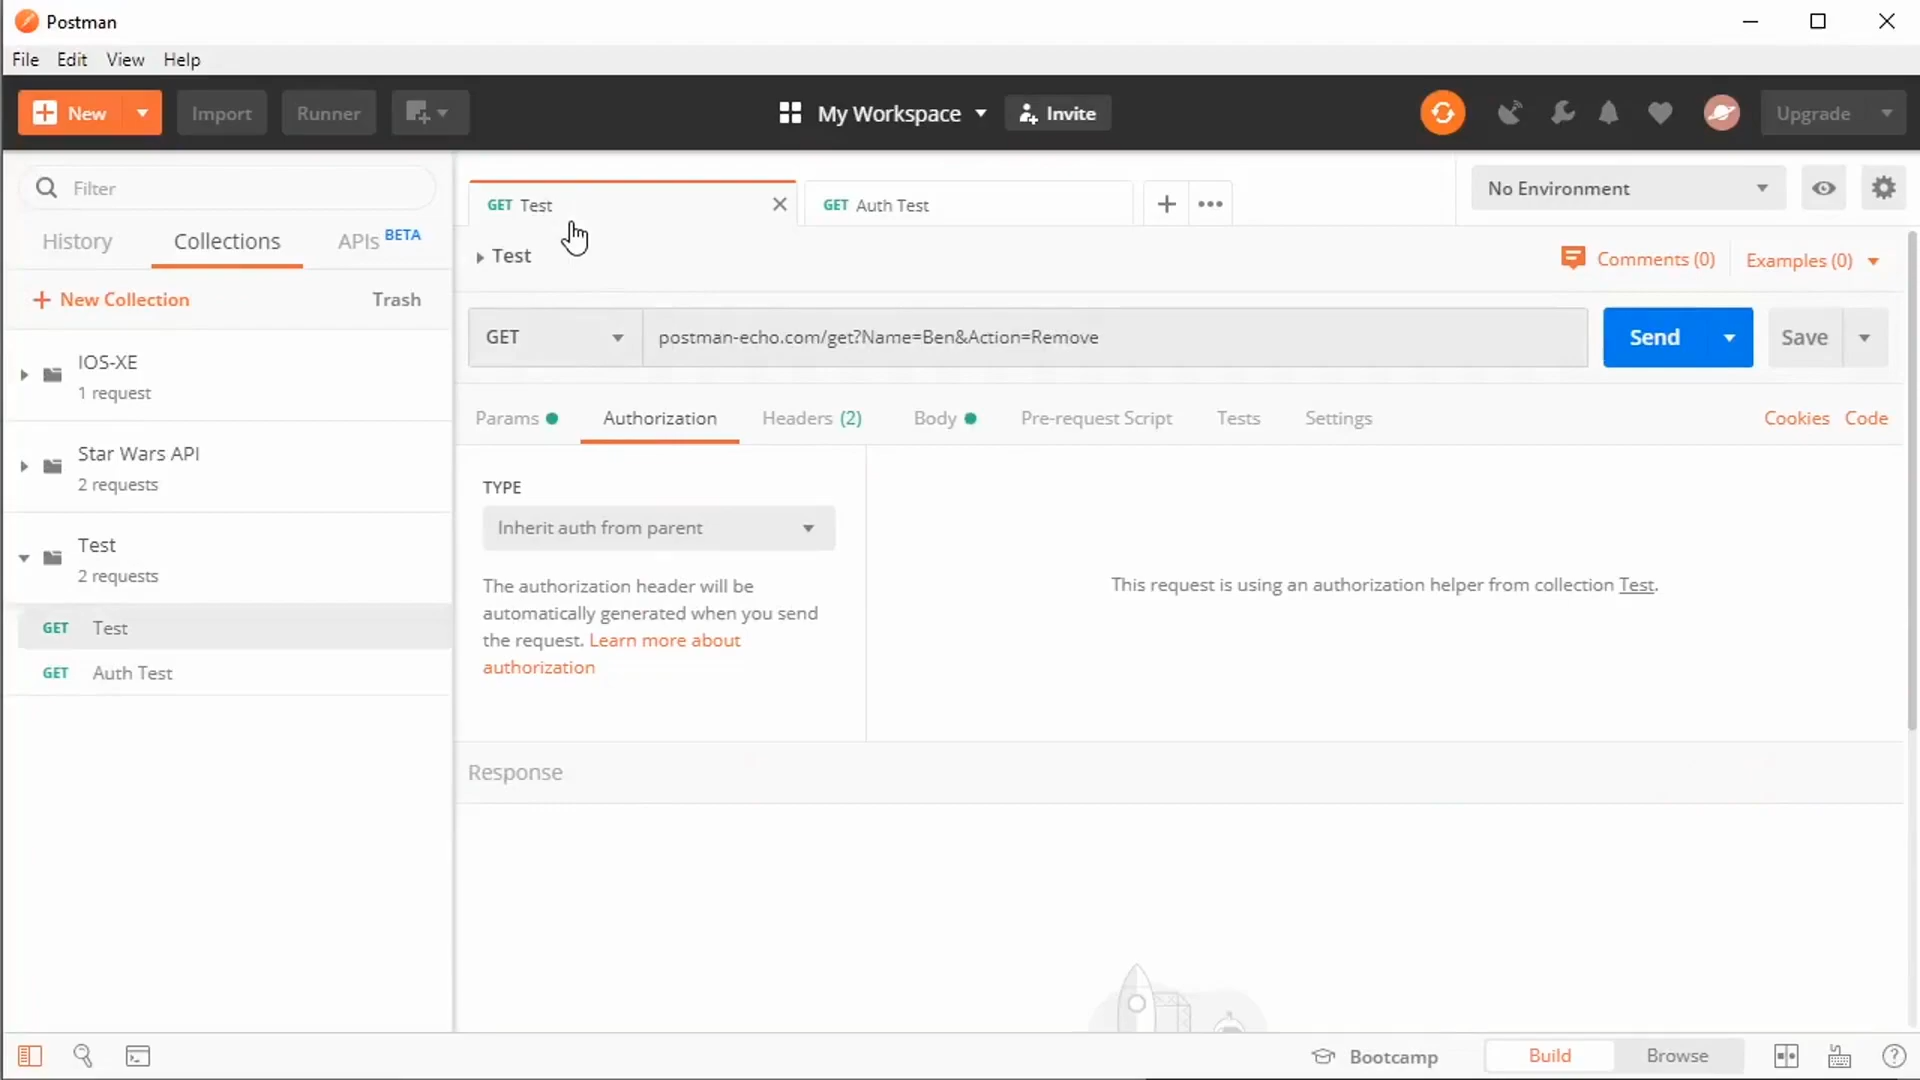 Postman
File Edit View Help
New Import Runner My Workspace Invite Upgrade
Filter
History Collections APIs BETA
+ New Collection Trash
IOS-XE
1 request
Star Wars API
2 requests
Test
2 requests
GET Test
GET Auth Test
GET Test GET Auth Test
No Environment
Test
Comments (0) Examples (0)
GET postman-echo.com/get?Name=Ben&Action=Remove Send Save
Params Authorization Headers (2) Body Pre-request Script Tests Settings Cookies Code
TYPE
Inherit auth from parent
The authorization header will be
automatically generated when you send
the request. Learn more about
authorization
This request is using an authorization helper from collection Test.
Response
Bootcamp Build Browse